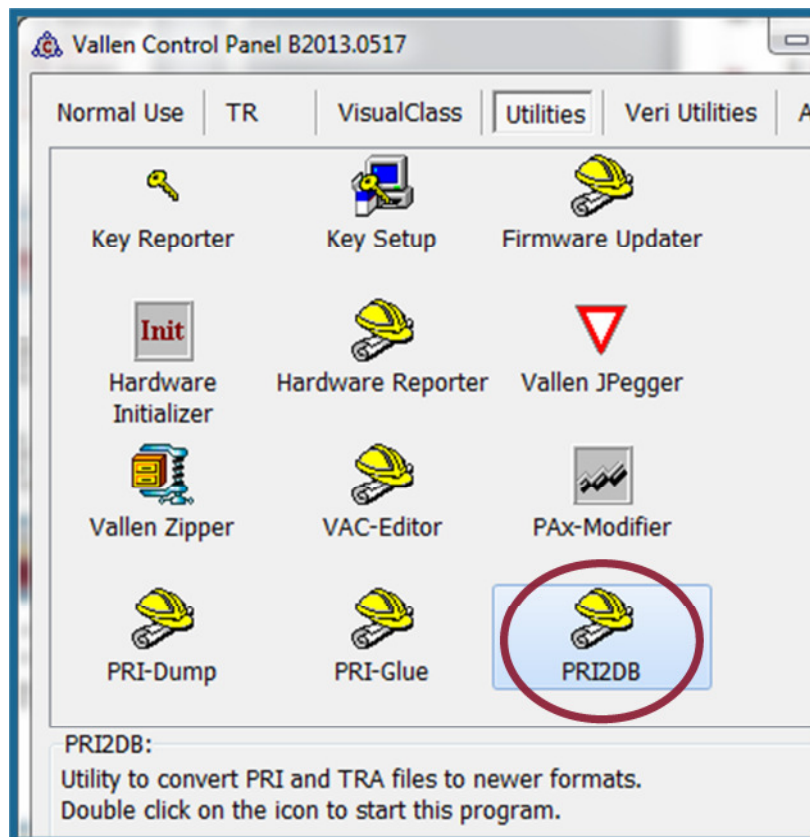 Vallen Control Panel B2013.0517
Normal Use TR VisualClass Utilities Veri Utilities A
Key Reporter Key Setup Firmware Updater
Init
Hardware Initializer Hardware Reporter Vallen JPegger
Vallen Zipper VAC-Editor PAx-Modifier
PRI-Dump PRI-Glue PRI2DB
PRI2DB:
Utility to convert PRI and TRA files to newer formats.
Double click on the icon to start this program.